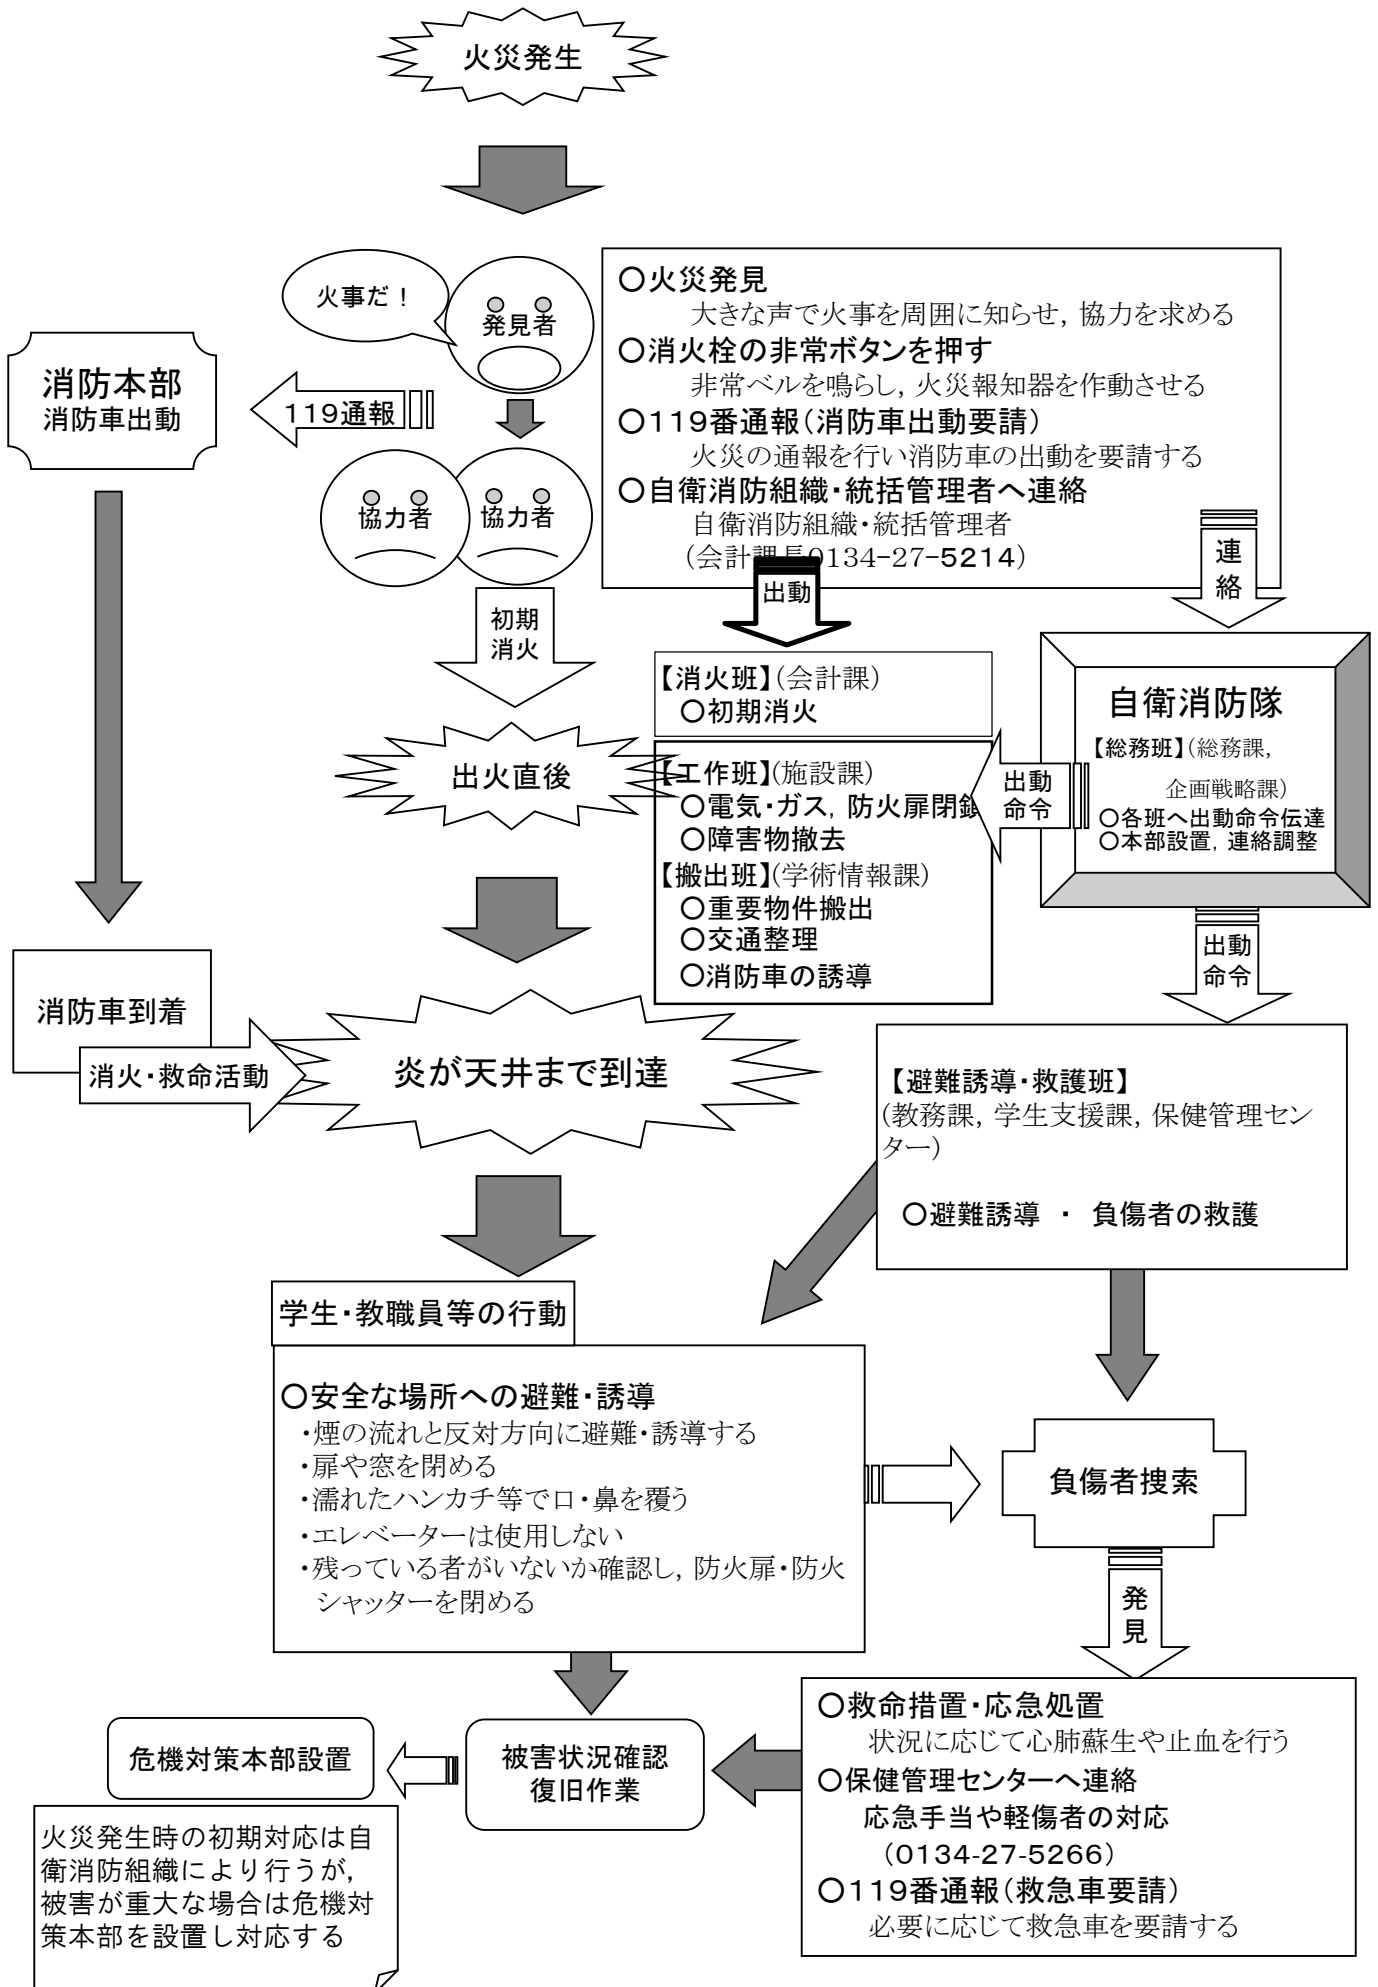 火災発生
火事だ！
発見者
〇火災発見
大きな声で火事を周囲に知らせ，協力を求める
〇消火栓の非常ボタンを押す
非常ベルを鳴らし，火災報知器を作動させる
〇119番通報（消防車出動要請）
火災の通報を行い消防車の出動を要請する
〇自衛消防組織・統括管理者へ連絡
自衛消防組織・統括管理者
（会計課長0134-27-5214）
消防本部
消防車出動
119通報
協力者
協力者
初期
消火
出動
連
絡
【消火班】（会計課）
〇初期消火
自衛消防隊
【総務班】（総務課，
企画戦略課）
〇各班へ出動命令伝達
〇本部設置，連絡調整
出火直後
【工作班】（施設課）
〇電気・ガス，防火扉閉鎖
〇障害物撤去
【搬出班】（学術情報課）
〇重要物件搬出
〇交通整理
〇消防車の誘導
出動
命令
出動
命令
消防車到着
消火・救命活動
炎が天井まで到達
【避難誘導・救護班】
（教務課，学生支援課，保健管理セン
ター）
〇避難誘導 ・ 負傷者の救護
学生・教職員等の行動
〇安全な場所への避難・誘導
・煙の流れと反対方向に避難・誘導する
・扉や窓を閉める
・濡れたハンカチ等で口・鼻を覆う
・エレベーターは使用しない
・残っている者がいないか確認し，防火扉・防火
シャッターを閉める
負傷者捜索
発
見
〇救命措置・応急処置
状況に応じて心肺蘇生や止血を行う
〇保健管理センターへ連絡
応急手当や軽傷者の対応
（0134-27-5266）
〇119番通報（救急車要請）
必要に応じて救急車を要請する
被害状況確認
復旧作業
危機対策本部設置
火災発生時の初期対応は自
衛消防組織により行うが，
被害が重大な場合は危機対
策本部を設置し対応する